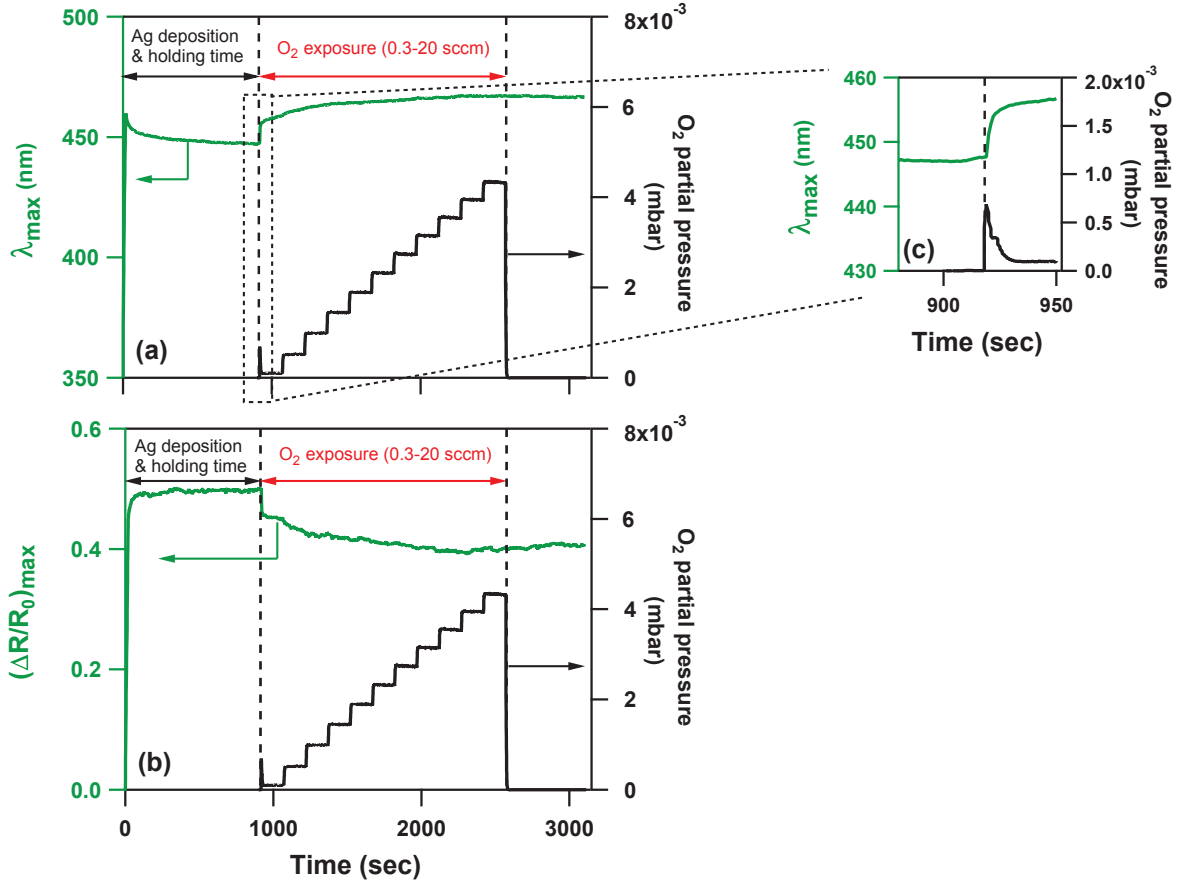 500
450
400
350
λmax (nm)
Ag deposition
& holding time
O2 exposure (0.3-20 sccm)
8x10-3
6
4
2
0
O2 partial pressure
(mbar)
(a)
0
1000
2000
3000
460
450
440
430
λmax (nm)
2.0x10-3
1.5
1.0
0.5
0.0
O2 partial pressure
(mbar)
(c)
900
950
Time (sec)
0.6
0.4
0.2
0.0
(ΔR/R0)max
Ag deposition
& holding time
O2 exposure (0.3-20 sccm)
8x10-3
6
4
2
0
O2 partial pressure
(mbar)
(b)
0
1000
2000
3000
Time (sec)